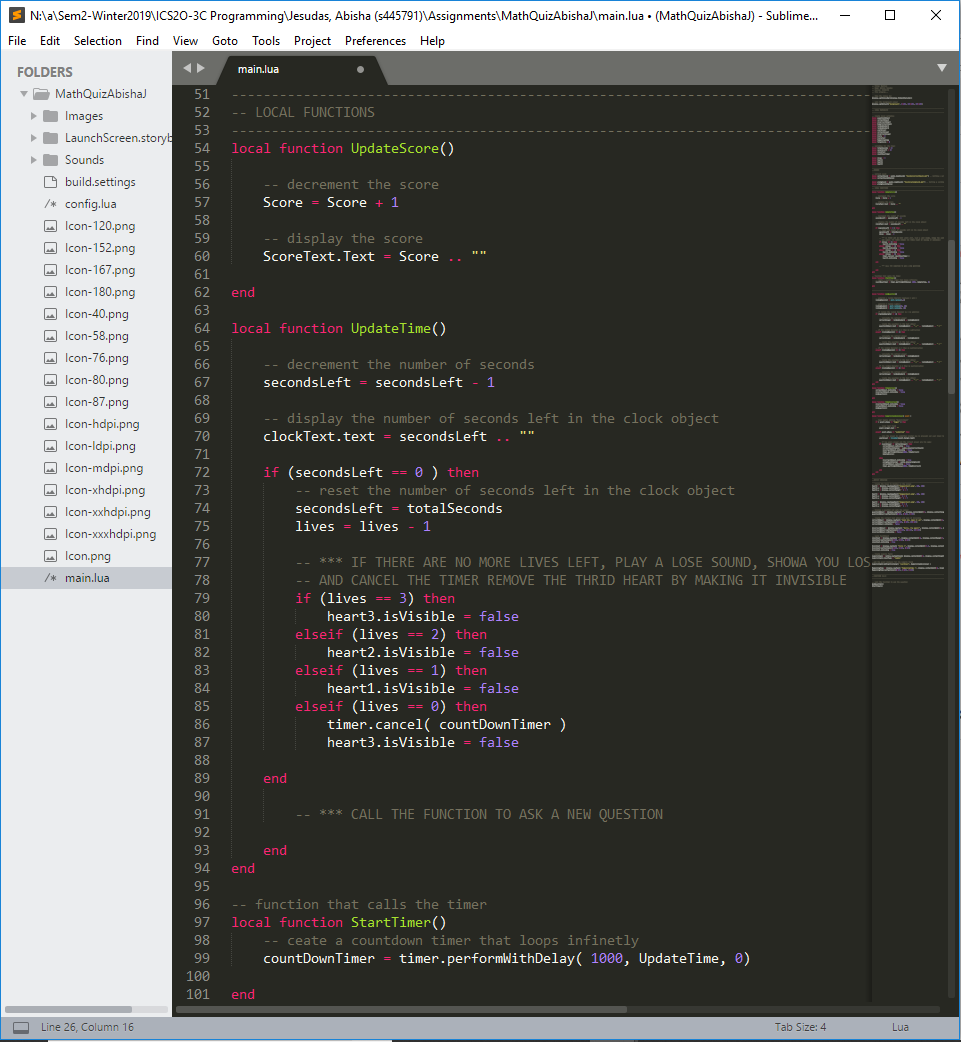 N:\a\Sem2-Winter2019\ICS2O-3C Programming\Jesudas, Abisha (s445791)\Assignments\MathQuizAbishaJ\main.lua • (MathQuizAbishaJ) - Sublime...
File Edit Selection Find View Goto Tools Project Preferences Help
FOLDERS
MathQuizAbishaJ
Images
LaunchScreen.storyb
Sounds
build.settings
/* config.lua
Icon-120.png
Icon-152.png
Icon-167.png
Icon-180.png
Icon-40.png
Icon-58.png
Icon-76.png
Icon-80.png
Icon-87.png
Icon-hdpi.png
Icon-ldpi.png
Icon-mdpi.png
Icon-xhdpi.png
Icon-xxhdpi.png
Icon-xxxhdpi.png
Icon.png
/* main.lua
main.lua
51 --------------------------------------------------------------------------------
52 -- LOCAL FUNCTIONS
53 --------------------------------------------------------------------------------
54 local function UpdateScore()
55
56     -- decrement the score
57     Score = Score + 1
58
59     -- display the score
60     ScoreText.Text = Score .. ""
61
62 end
63
64 local function UpdateTime()
65
66     -- decrement the number of seconds
67     secondsLeft = secondsLeft - 1
68
69     -- display the number of seconds left in the clock object
70     clockText.text = secondsLeft .. ""
71
72     if (secondsLeft == 0 ) then
73         -- reset the number of seconds left in the clock object
74         secondsLeft = totalSeconds
75         lives = lives - 1
76
77         -- *** IF THERE ARE NO MORE LIVES LEFT, PLAY A LOSE SOUND, SHOWA YOU LOS
78         -- AND CANCEL THE TIMER REMOVE THE THRID HEART BY MAKING IT INVISIBLE
79         if (lives == 3) then
80             heart3.isVisible = false
81         elseif (lives == 2) then
82             heart2.isVisible = false
83         elseif (lives == 1) then
84             heart1.isVisible = false
85         elseif (lives == 0) then
86             timer.cancel( countDownTimer )
87             heart3.isVisible = false
88
89     end
90
91         -- *** CALL THE FUNCTION TO ASK A NEW QUESTION
92
93     end
94 end
95
96 -- function that calls the timer
97 local function StartTimer()
98     -- ceate a countdown timer that loops infinetly
99     countDownTimer = timer.performWithDelay( 1000, UpdateTime, 0)
100
101 end
Line 26, Column 16
Tab Size: 4
Lua